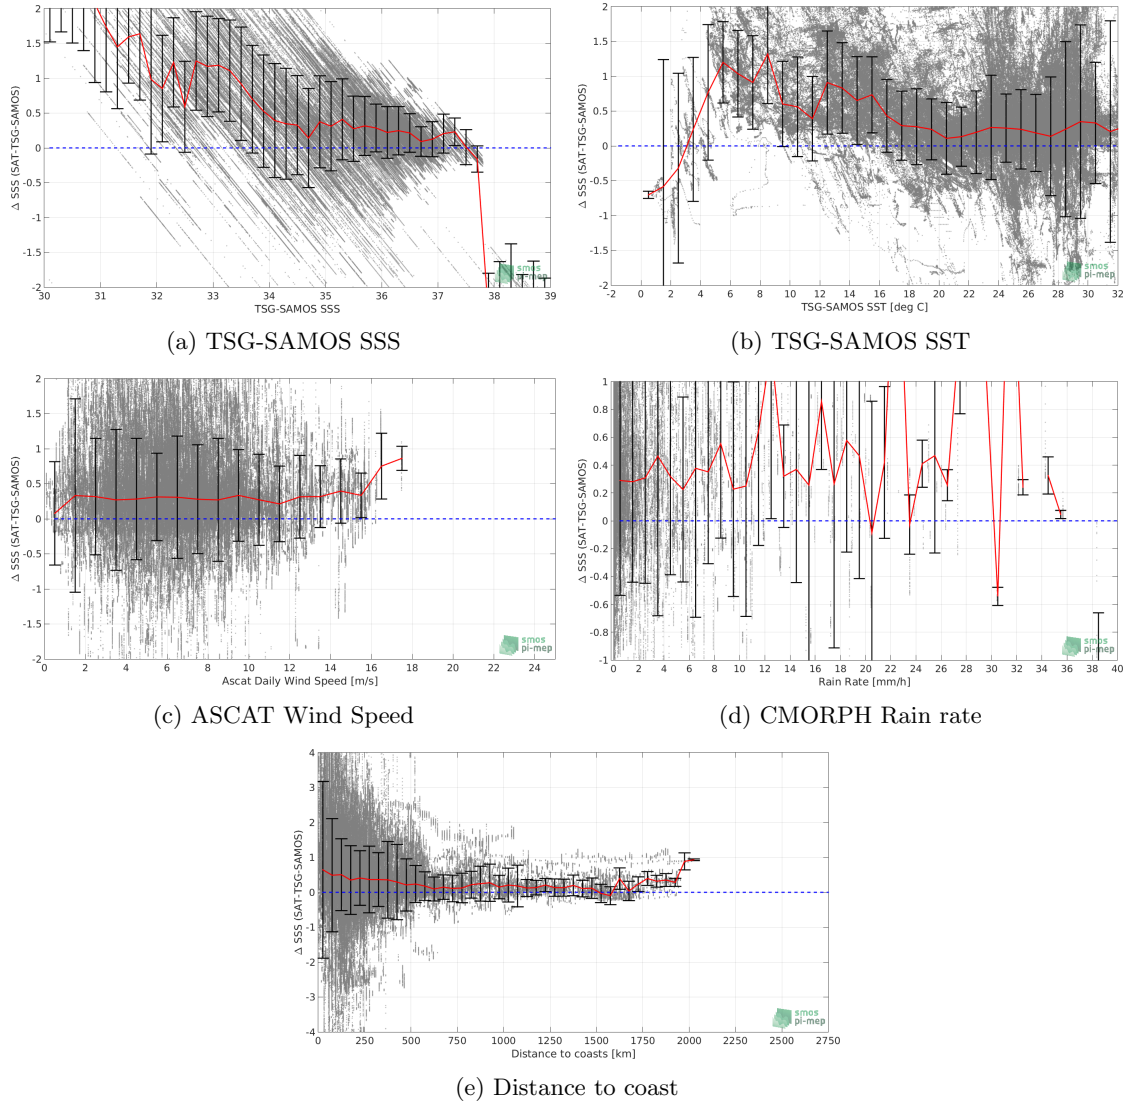 2
1.5
1
0.5
0
-0.5
-1
-1.5
-2
Δ SSS (SAT-TSG-SAMOS)
30 31 32 33 34 35 36 37 38 39
TSG-SAMOS SSS
smos
pi-mep
(a) TSG-SAMOS SSS
2
1.5
1
0.5
0
-0.5
-1
-1.5
-2
Δ SSS (SAT-TSG-SAMOS)
-2 0 2 4 6 8 10 12 14 16 18 20 22 24 26 28 30 32
TSG-SAMOS SST [deg C]
smos
pi-mep
(b) TSG-SAMOS SST
2
1.5
1
0.5
0
-0.5
-1
-1.5
-2
Δ SSS (SAT-TSG-SAMOS)
0 2 4 6 8 10 12 14 16 18 20 22 24
Ascat Daily Wind Speed [m/s]
smos
pi-mep
(c) ASCAT Wind Speed
1
0.8
0.6
0.4
0.2
0
-0.2
-0.4
-0.6
-0.8
-1
Δ SSS (SAT-TSG-SAMOS)
0 2 4 6 8 10 12 14 16 18 20 22 24 26 28 30 32 34 36 38 40
Rain Rate [mm/h]
smos
pi-mep
(d) CMORPH Rain rate
4
3
2
1
0
-1
-2
-3
-4
Δ SSS (SAT-TSG-SAMOS)
0 250 500 750 1000 1250 1500 1750 2000 2250 2500 2750
Distance to coasts [km]
smos
pi-mep
(e) Distance to coast